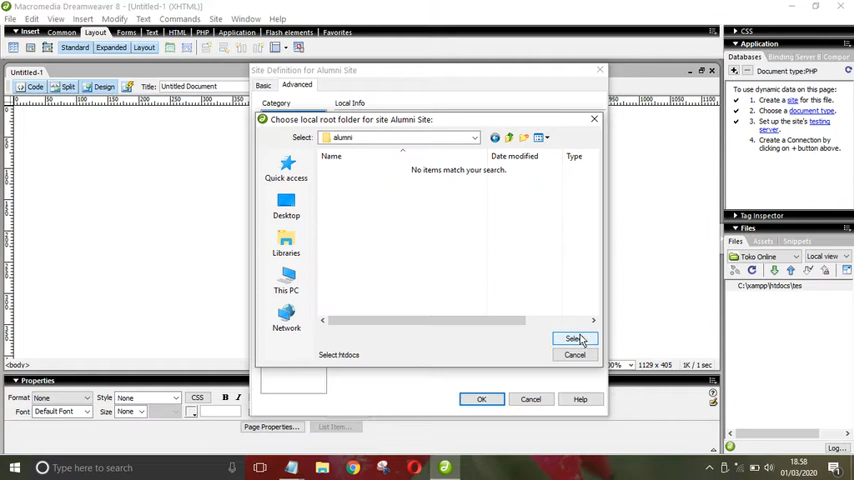 Macromedia Dreamweaver 8 - [Untitled-1 (XHTML)]
File Edit View Insert Modify Text Commands Site Window Help
Insert Common Layout Forms Text HTML PHP Application Flash elements Favorites
Standard Expanded Layout
Untitled-1
Code Split Design Title: Untitled Document
Site Definition for Alumni Site
Basic Advanced
Category Local Info
Choose local root folder for site Alumni Site:
Select: alumni
Name Date modified Type
No items match your search.
Quick access
Desktop
Libraries
This PC
Network
Select
Select:htdocs
Cancel
OK Cancel Help
<body>
1129 x 405 1K / 1 sec
Properties
Format None Style None CSS B I
Font Default Font Size None
Page Properties... List Item...
CSS
Application
Databases Binding Server B Compor
Document type:PHP
To use dynamic data on this page:
1. Create a site for this file.
2. Choose a document type.
3. Set up the site's testing
server.
4. Create a Connection by
clicking on + button above.
Tag Inspector
Files
Files Assets Snippets
Toko Online Local view
C:\xampp\htdocs\tes
Log...
Type here to search
18.58
01/03/2020